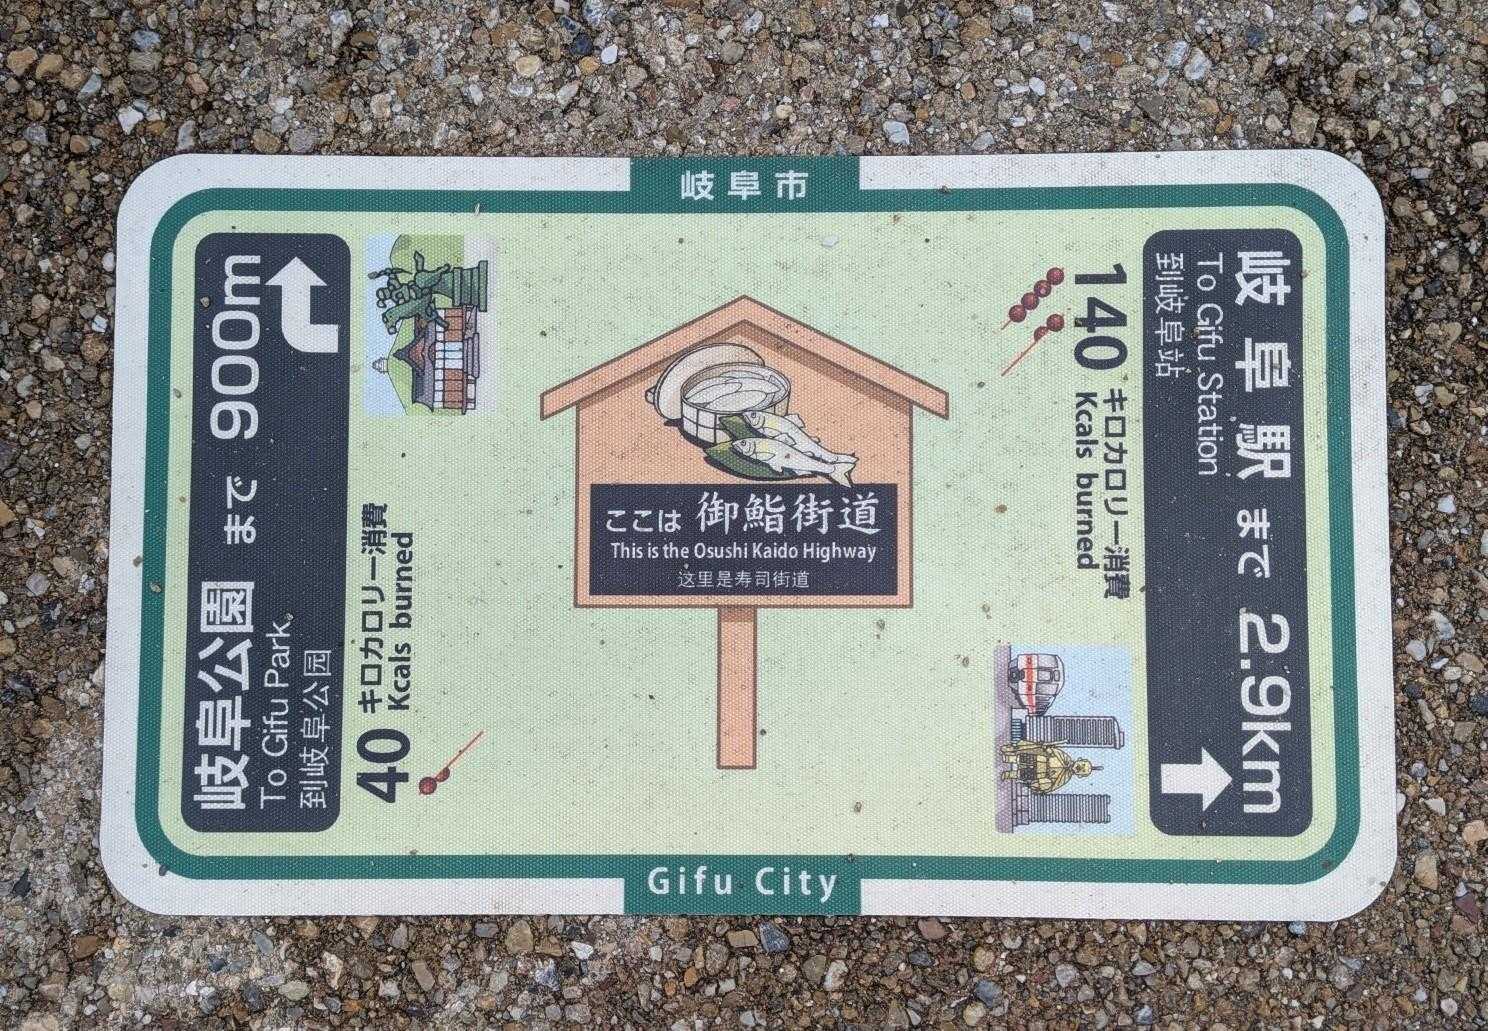 岐阜市
岐阜公園 まで 900m
To Gifu Park
到岐阜公园
40 キロカロリー消費
Kcals burned
ここは 御鮨街道
This is the Osushi Kaido Highway
这里是寿司街道
140 キロカロリー消費
Kcals burned
岐阜駅 まで 2.9km
To Gifu Station
到岐阜站
Gifu City